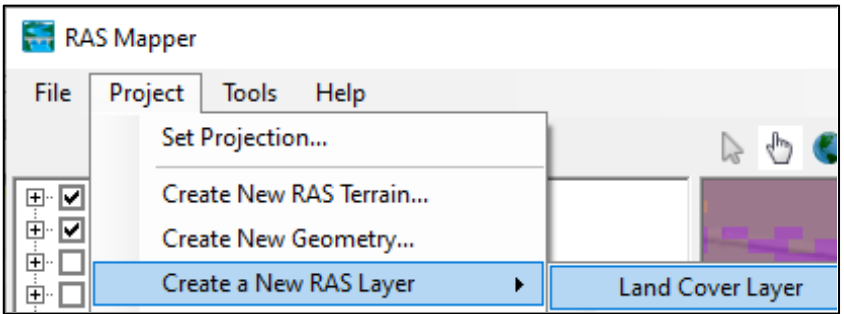 RAS Mapper
File Project Tools Help
Set Projection...
Create New RAS Terrain...
Create New Geometry...
Create a New RAS Layer
Land Cover Layer